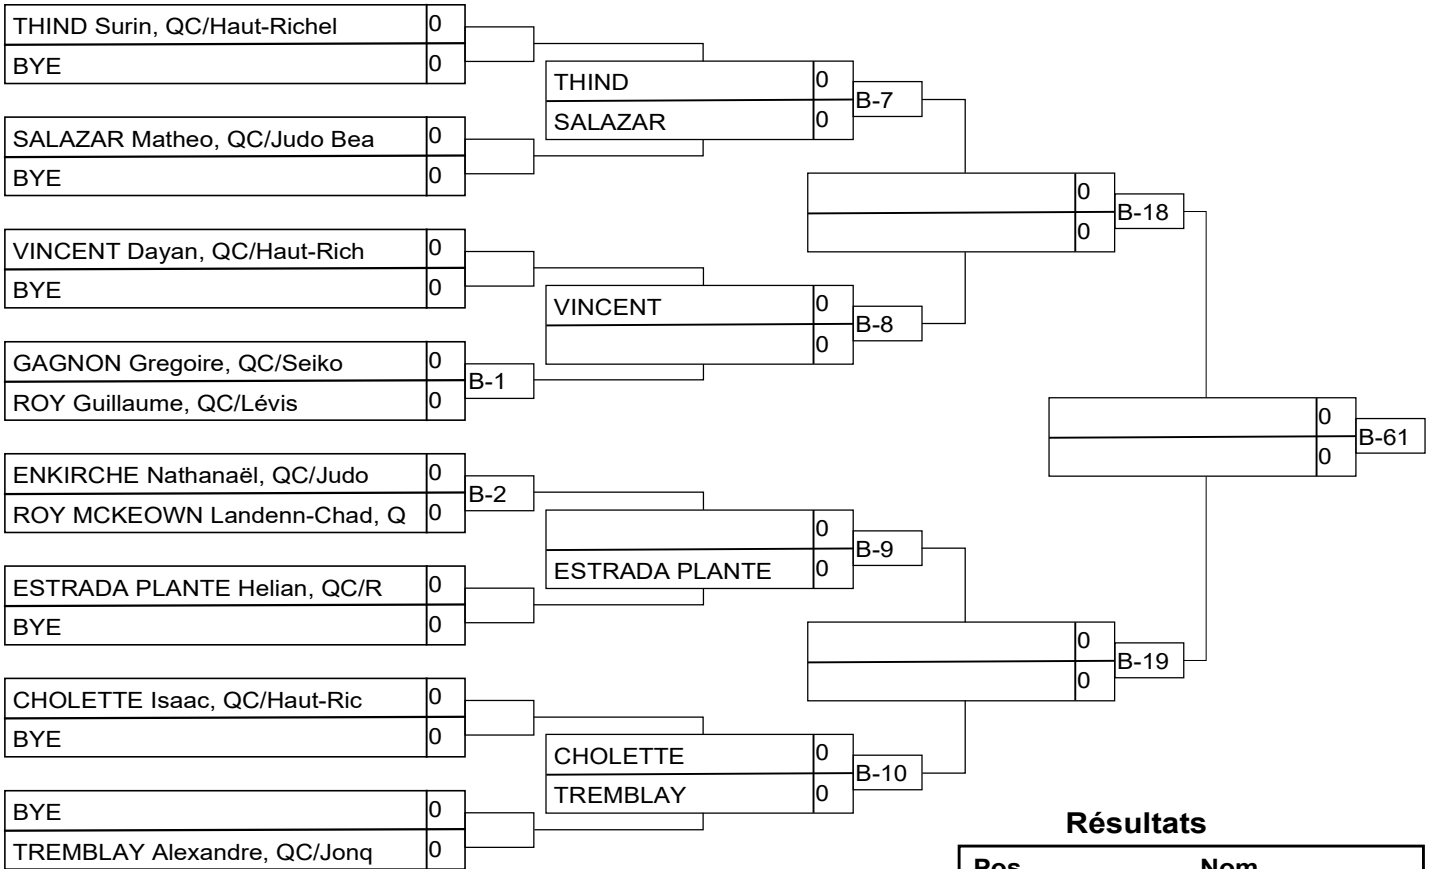 THIND Surin, QC/Haut-Richel 0
BYE 0
SALAZAR Matheo, QC/Judo Bea 0
BYE 0
VINCENT Dayan, QC/Haut-Rich 0
BYE 0
GAGNON Gregoire, QC/Seiko 0
ROY Guillaume, QC/Lévis 0
B-1
ENKIRCHE Nathanaël, QC/Judo 0
ROY MCKEOWN Landenn-Chad, Q 0
B-2
ESTRADA PLANTE Helian, QC/R 0
BYE 0
CHOLETTE Isaac, QC/Haut-Ric 0
BYE 0
BYE 0
TREMBLAY Alexandre, QC/Jonq 0
THIND 0
SALAZAR 0
B-7
VINCENT 0
0
B-8
0
ESTRADA PLANTE 0
B-9
CHOLETTE 0
TREMBLAY 0
B-10
0
0
B-18
0
0
B-19
0
0
B-61
Résultats
Pos Nom